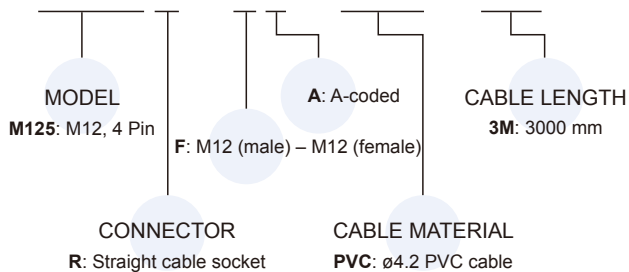 A: A-coded
MODEL
M125: M12, 4 Pin
CABLE LENGTH
3M: 3000 mm
F: M12 (male) – M12 (female)
CONNECTOR
R: Straight cable socket
CABLE MATERIAL
PVC: ø4.2 PVC cable